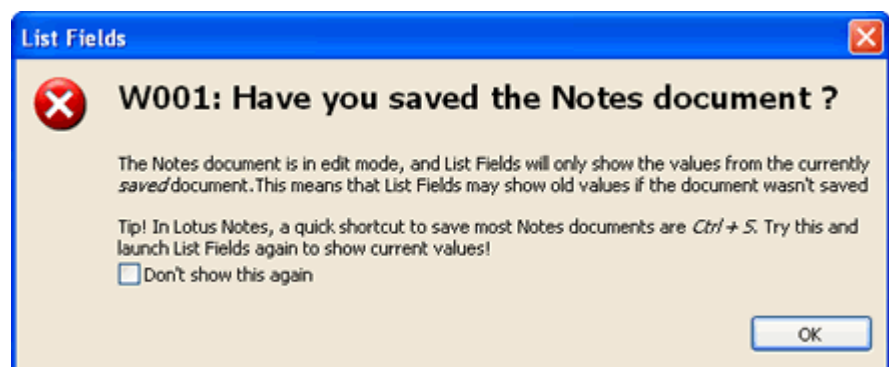 List Fields
W001: Have you saved the Notes document ?
The Notes document is in edit mode, and List Fields will only show the values from the currently
saved document.This means that List Fields may show old values if the document wasn't saved
Tip! In Lotus Notes, a quick shortcut to save most Notes documents are Ctrl + S. Try this and
launch List Fields again to show current values!
Don't show this again
OK